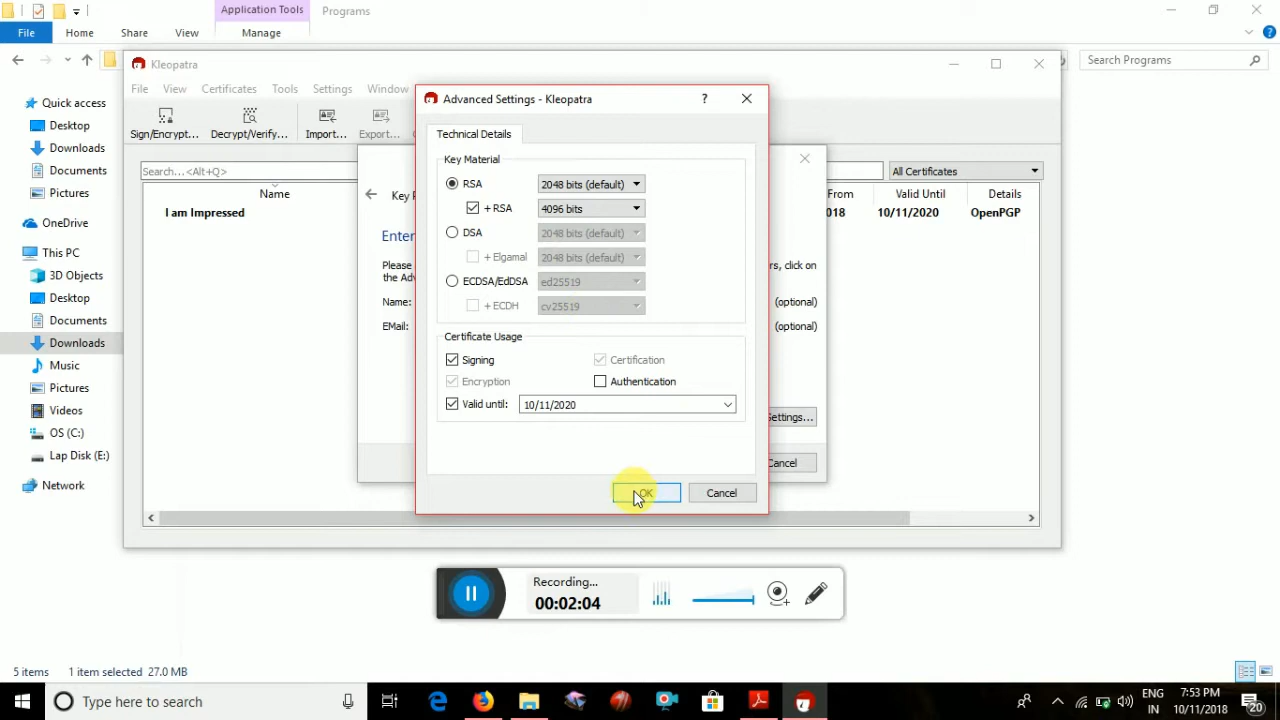 Application Tools
Programs
File
Home
Share
View
Manage
Search Programs
Quick access
Desktop
Downloads
Documents
Pictures
OneDrive
This PC
3D Objects
Desktop
Documents
Downloads
Music
Pictures
Videos
OS (C:)
Lap Disk (E:)
Network
Kleopatra
File
View
Certificates
Tools
Settings
Window
Sign/Encrypt...
Decrypt/Verify...
Import...
Export...
Search...<Alt+Q>
All Certificates
Name
From
Valid Until
Details
I am Impressed
018
10/11/2020
OpenPGP
Enter
Please
rs, click on
the Adv
Name:
(optional)
EMail:
(optional)
ettings...
Cancel
Advanced Settings - Kleopatra
?
Technical Details
Key Material
RSA
2048 bits (default)
+ RSA
4096 bits
DSA
2048 bits (default)
+ Elgamal
2048 bits (default)
ECDSA/EdDSA
ed25519
+ ECDH
cv25519
Certificate Usage
Signing
Certification
Encryption
Authentication
Valid until:
10/11/2020
OK
Cancel
Recording...
00:02:04
5 items
1 item selected 27.0 MB
Type here to search
ENG
IN
7:53 PM
10/11/2018
20